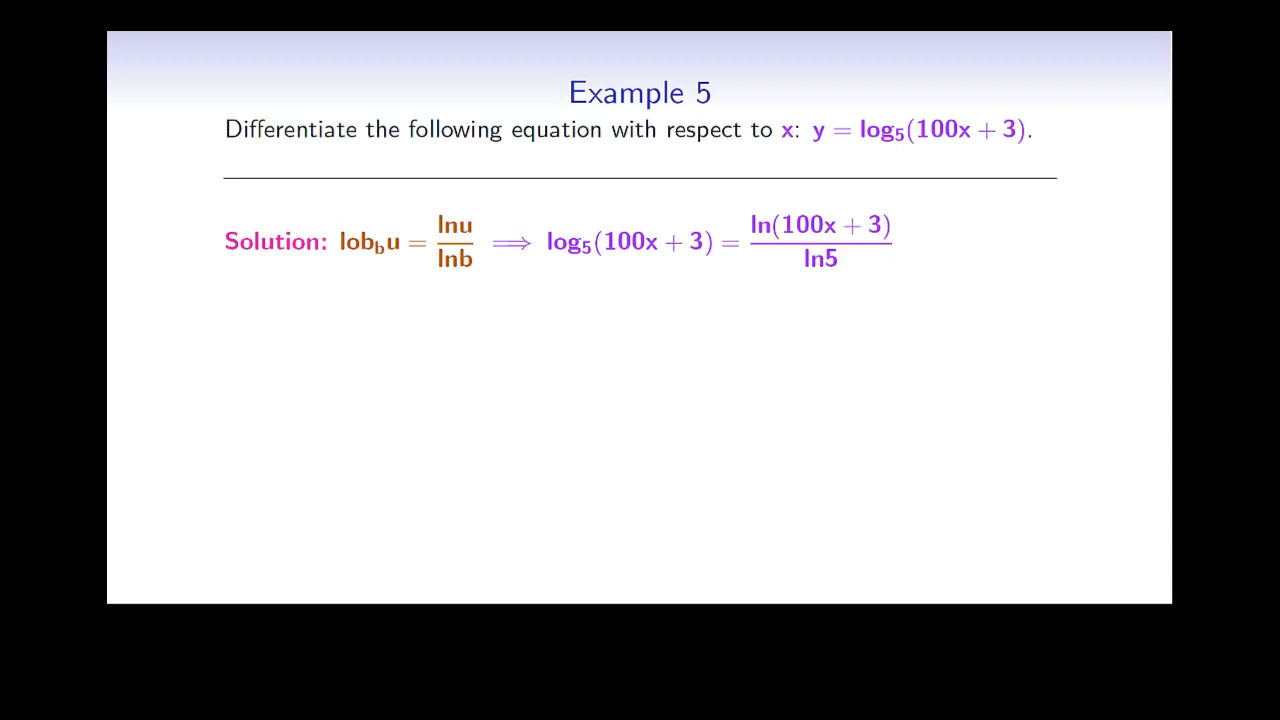 Example 5
Differentiate the following equation with respect to x: y = log₅(100x + 3).
Solution: lob_b u = lnu/lnb ⟹ log₅(100x + 3) = ln(100x + 3)/ln5